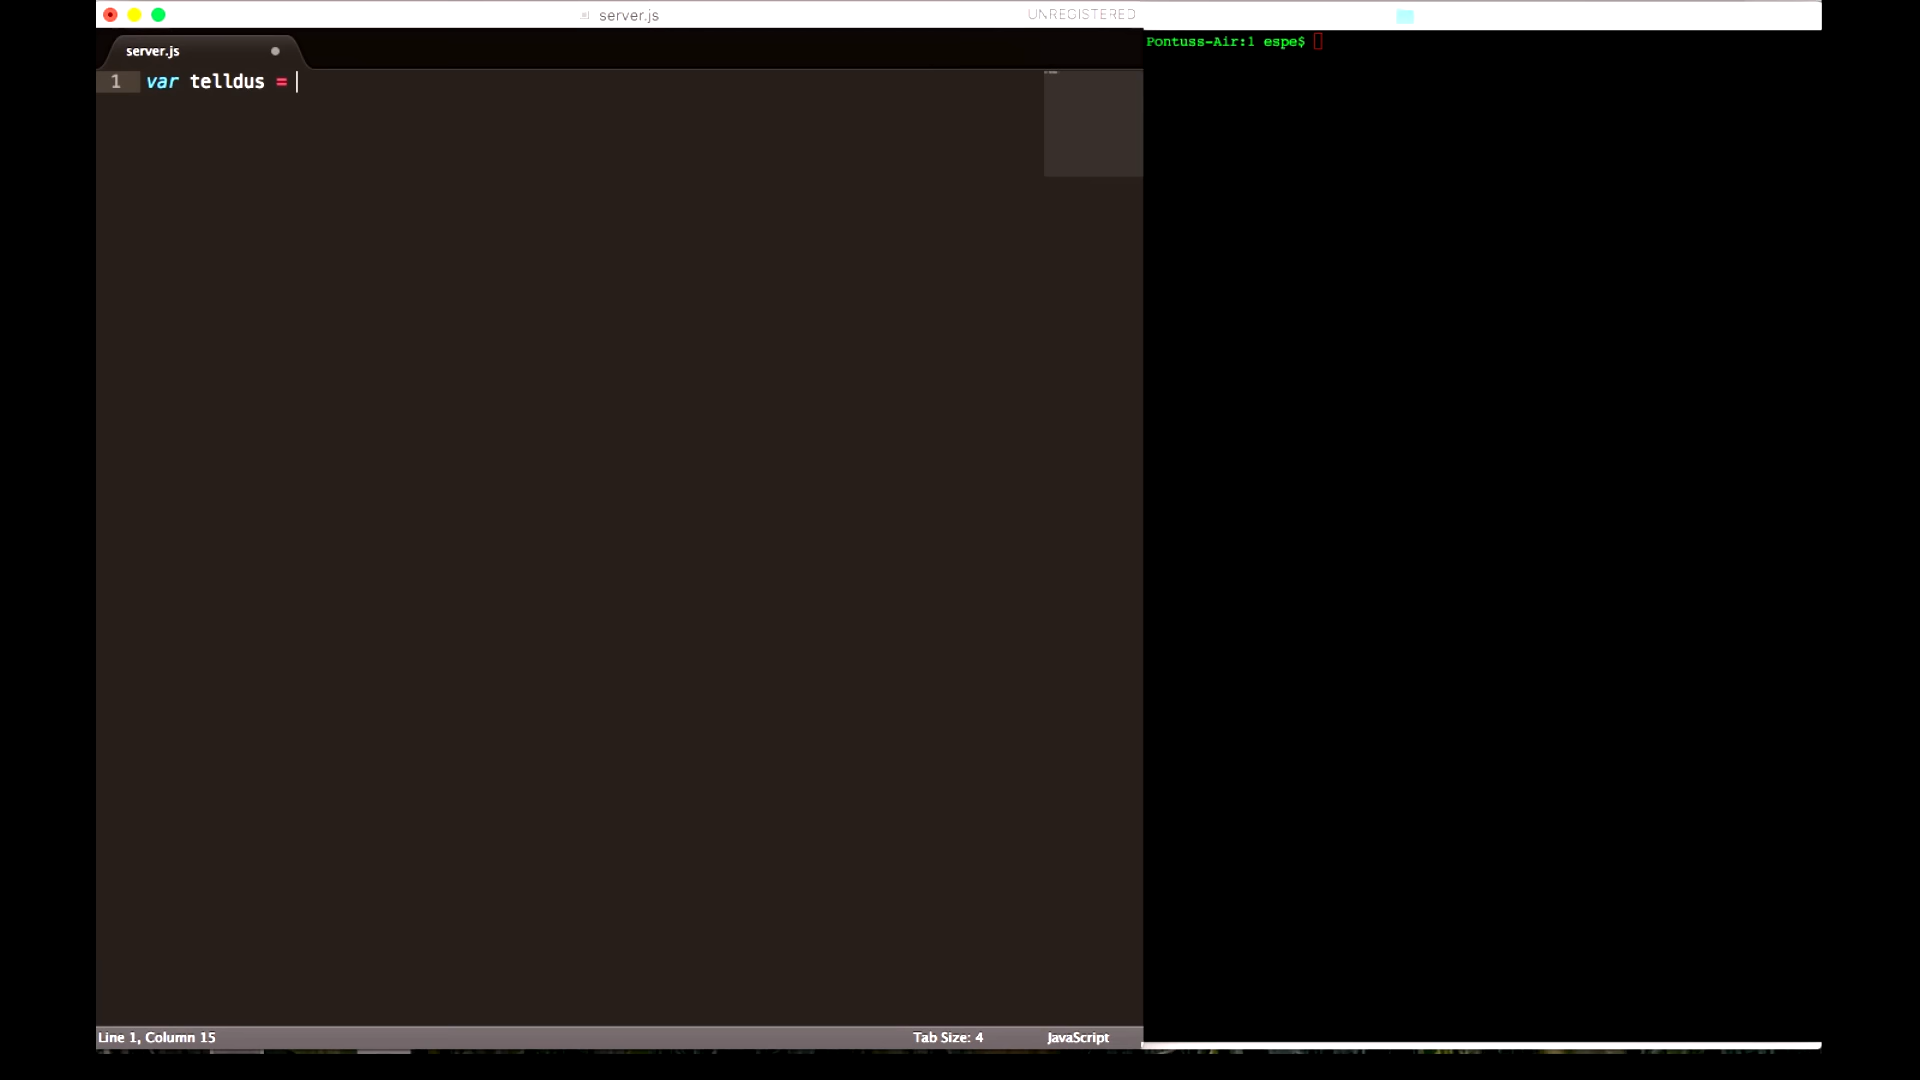 server.js
UNREGISTERED
server.js
1 var telldus =
Line 1, Column 15
Tab Size: 4
JavaScript
Pontuss-Air:1 espe$